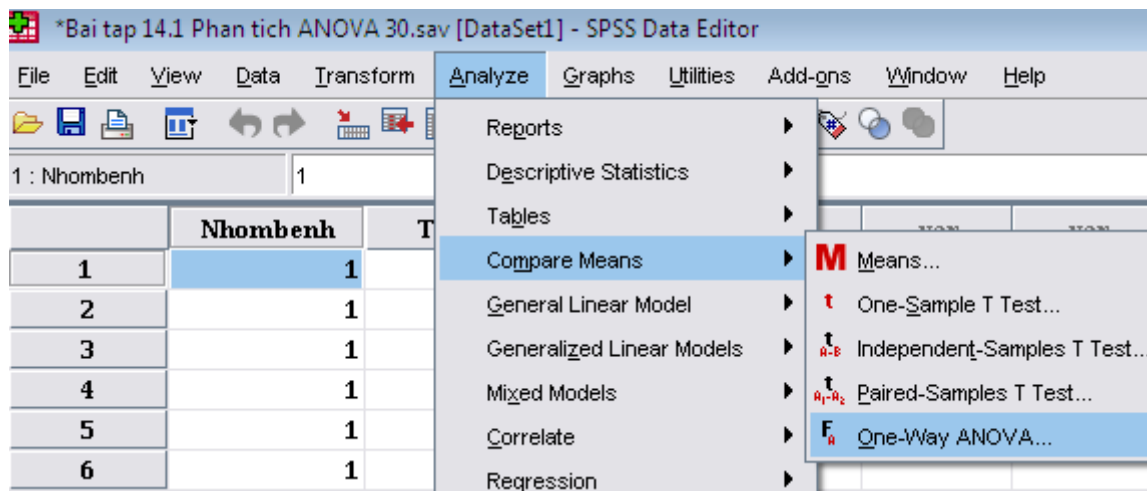 *Bai tap 14.1 Phan tich ANOVA 30.sav [DataSet1] - SPSS Data Editor
File Edit View Data Transform Analyze Graphs Utilities Add-ons Window Help
1 : Nhombenh 1
Nhombenh T
1 1
2 1
3 1
4 1
5 1
6 1
Reports
Descriptive Statistics
Tables
Compare Means
General Linear Model
Generalized Linear Models
Mixed Models
Correlate
Regression
M Means...
t One-Sample T Test...
t A-B Independent-Samples T Test...
t A1-A2 Paired-Samples T Test...
F A One-Way ANOVA...